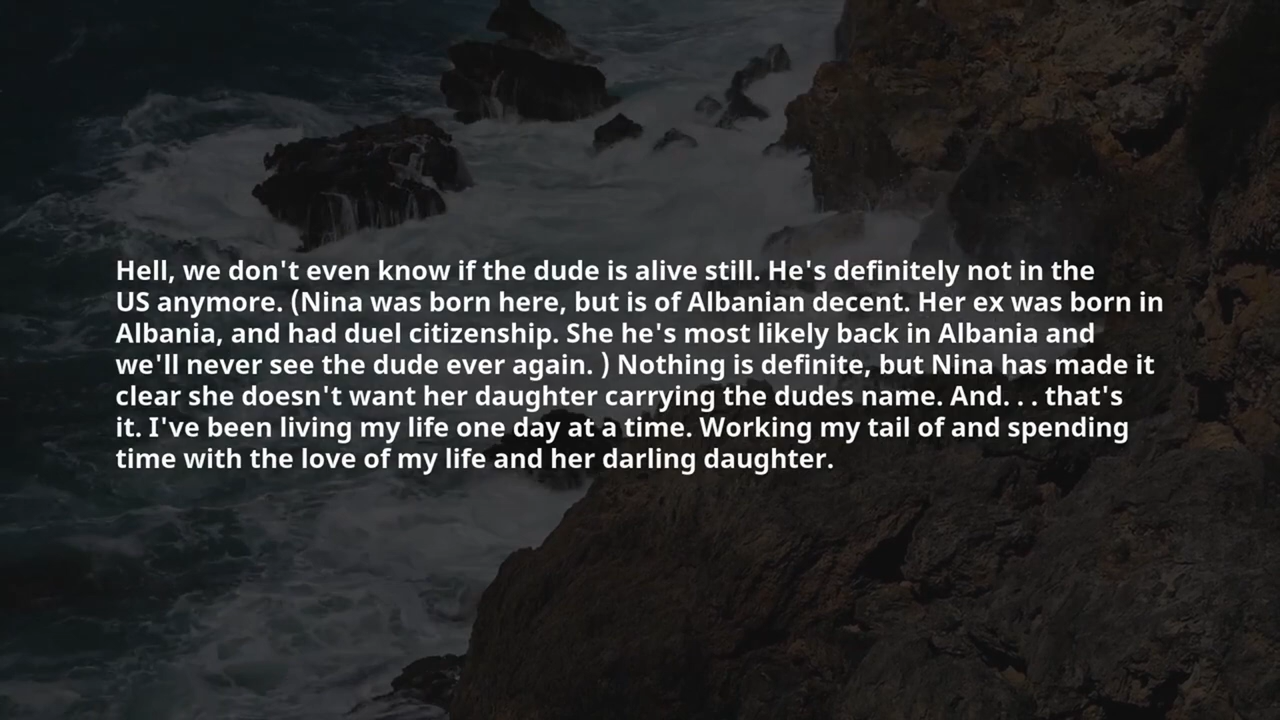 Hell, we don't even know if the dude is alive still. He's definitely not in the
US anymore. (Nina was born here, but is of Albanian decent. Her ex was born in
Albania, and had duel citizenship. She he's most likely back in Albania and
we'll never see the dude ever again. ) Nothing is definite, but Nina has made it
clear she doesn't want her daughter carrying the dudes name. And. . . that's
it. I've been living my life one day at a time. Working my tail of and spending
time with the love of my life and her darling daughter.